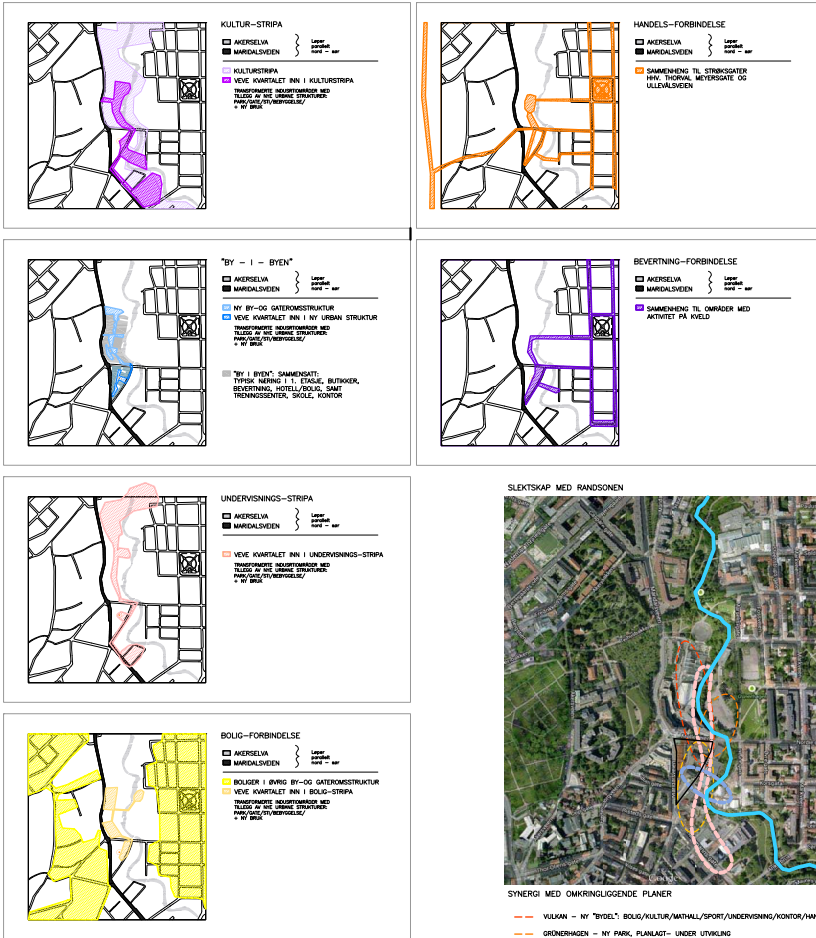 KULTUR-STRIPA
AKERSELVA
MARIDALSVEIEN
Løper
parallelt
nord - sør
KULTURSTRIPA
VEVE KVARTALET INN I KULTURSTRIPA
TRANSFORMERTE INDUSRTIOMRÅDER MED
TILLEGG AV NYE URBANE STRUKTURER:
PARK/GATE/STI/BEBYGGELSE/
+ NY BRUK
HANDELS-FORBINDELSE
AKERSELVA
MARIDALSVEIEN
Løper
parallelt
nord - sør
SAMMENHENG TIL STRØKSGATER
HHV. THORVAL MEYERSGATE OG
ULLEVÅLSVEIEN
"BY - I - BYEN"
AKERSELVA
MARIDALSVEIEN
Løper
parallelt
nord - sør
NY BY-OG GATEROMSSTRUKTUR
VEVE KVARTALET INN I NY URBAN STRUKTUR
TRANSFORMERTE INDUSRTIOMRÅDER MED
TILLEGG AV NYE URBANE STRUKTURER:
PARK/GATE/STI/BEBYGGELSE/
+ NY BRUK
"BY I BYEN": SAMMENSATT:
TYPISK NÆRING I 1. ETASJE, BUTIKKER,
BEVERTNING, HOTELL/BOLIG, SAMT
TRENINGSSENTER, SKOLE, KONTOR
BEVERTNING-FORBINDELSE
AKERSELVA
MARIDALSVEIEN
Løper
parallelt
nord - sør
SAMMENHENG TIL OMRÅDER MED
AKTIVITET PÅ KVELD
UNDERVISNINGS-STRIPA
AKERSELVA
MARIDALSVEIEN
Løper
parallelt
nord - sør
VEVE KVARTALET INN I UNDERVISNINGS-STRIPA
TRANSFORMERTE INDUSRTIOMRÅDER MED
TILLEGG AV NYE URBANE STRUKTURER:
PARK/GATE/STI/BEBYGGELSE/
+ NY BRUK
BOLIG-FORBINDELSE
AKERSELVA
MARIDALSVEIEN
Løper
parallelt
nord - sør
BOLIGER I ØVRIG BY-OG GATEROMSSTRUKTUR
VEVE KVARTALET INN I BOLIG-STRIPA
TRANSFORMERTE INDUSRTIOMRÅDER MED
TILLEGG AV NYE URBANE STRUKTURER:
PARK/GATE/STI/BEBYGGELSE/
+ NY BRUK
SLEKTSKAP MED RANDSONEN
Google
SYNERGI MED OMKRINGLIGGENDE PLANER
VULKAN - NY "BYDEL": BOLIG/KULTUR/MATHALL/SPORT/UNDERVISNING/KONTOR/HAN
GRÜNERHAGEN - NY PARK, PLANLAGT- UNDER UTVIKLING